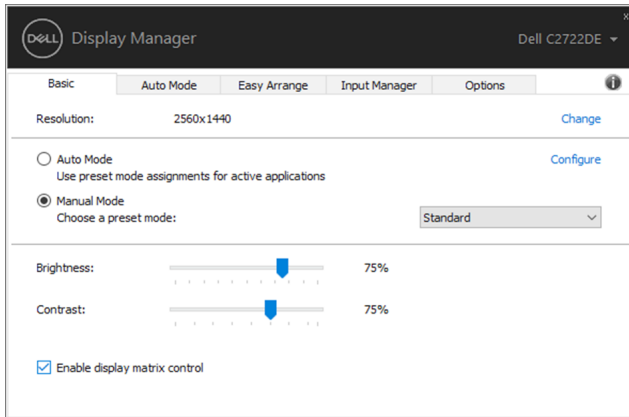 DELL Display Manager Dell C2722DE
Basic Auto Mode Easy Arrange Input Manager Options
Resolution: 2560x1440 Change
Auto Mode Configure
Use preset mode assignments for active applications
Manual Mode
Choose a preset mode: Standard
Brightness: 75%
Contrast: 75%
Enable display matrix control